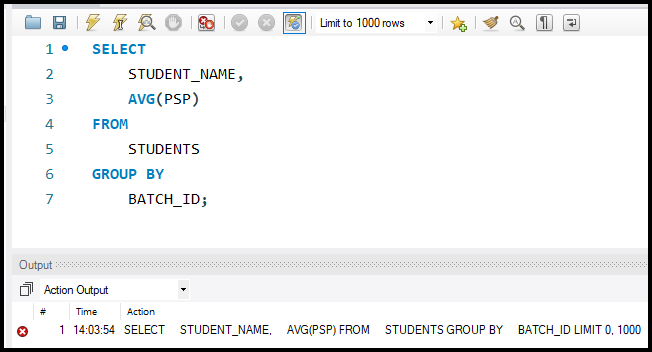 Limit to 1000 rows
1 SELECT
2 STUDENT_NAME,
3 AVG(PSP)
4 FROM
5 STUDENTS
6 GROUP BY
7 BATCH_ID;
Output
Action Output
# Time Action
1 14:03:54 SELECT STUDENT_NAME, AVG(PSP) FROM STUDENTS GROUP BY BATCH_ID LIMIT 0, 1000